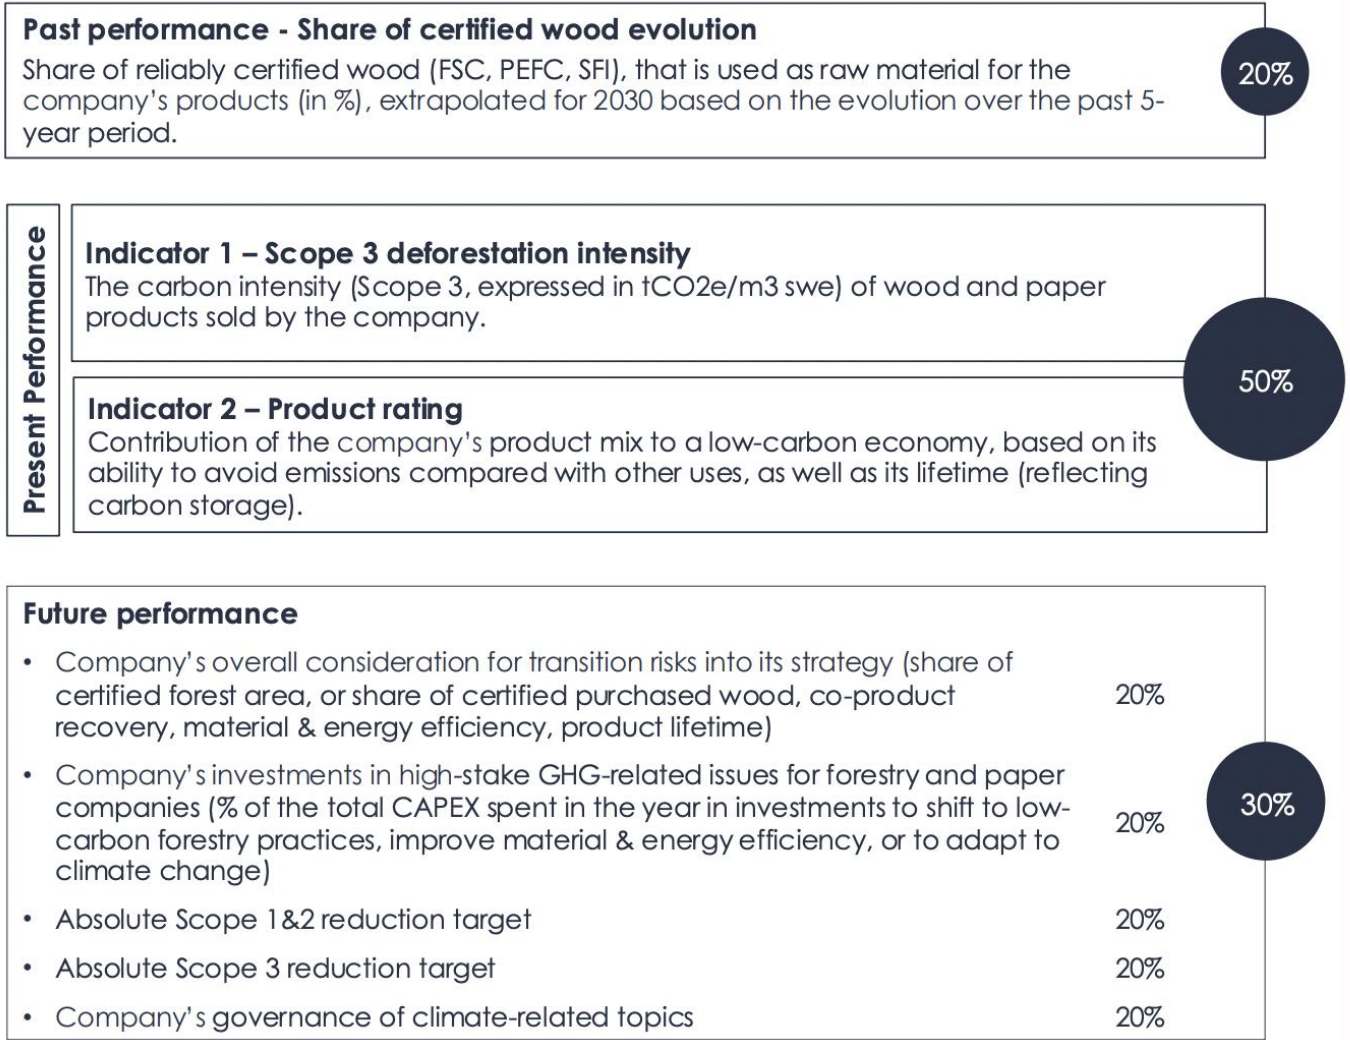 Past performance - Share of certified wood evolution
Share of reliably certified wood (FSC, PEFC, SFI), that is used as raw material for the
company's products (in %), extrapolated for 2030 based on the evolution over the past 5-
year period.
20%
Present Performance
Indicator 1 – Scope 3 deforestation intensity
The carbon intensity (Scope 3, expressed in tCO2e/m3 swe) of wood and paper
products sold by the company.
50%
Indicator 2 – Product rating
Contribution of the company's product mix to a low-carbon economy, based on its
ability to avoid emissions compared with other uses, as well as its lifetime (reflecting
carbon storage).
Future performance
• Company's overall consideration for transition risks into its strategy (share of
certified forest area, or share of certified purchased wood, co-product
recovery, material & energy efficiency, product lifetime)
20%
• Company's investments in high-stake GHG-related issues for forestry and paper
companies (% of the total CAPEX spent in the year in investments to shift to low-
carbon forestry practices, improve material & energy efficiency, or to adapt to
climate change)
20%
30%
• Absolute Scope 1&2 reduction target 20%
• Absolute Scope 3 reduction target 20%
• Company's governance of climate-related topics 20%